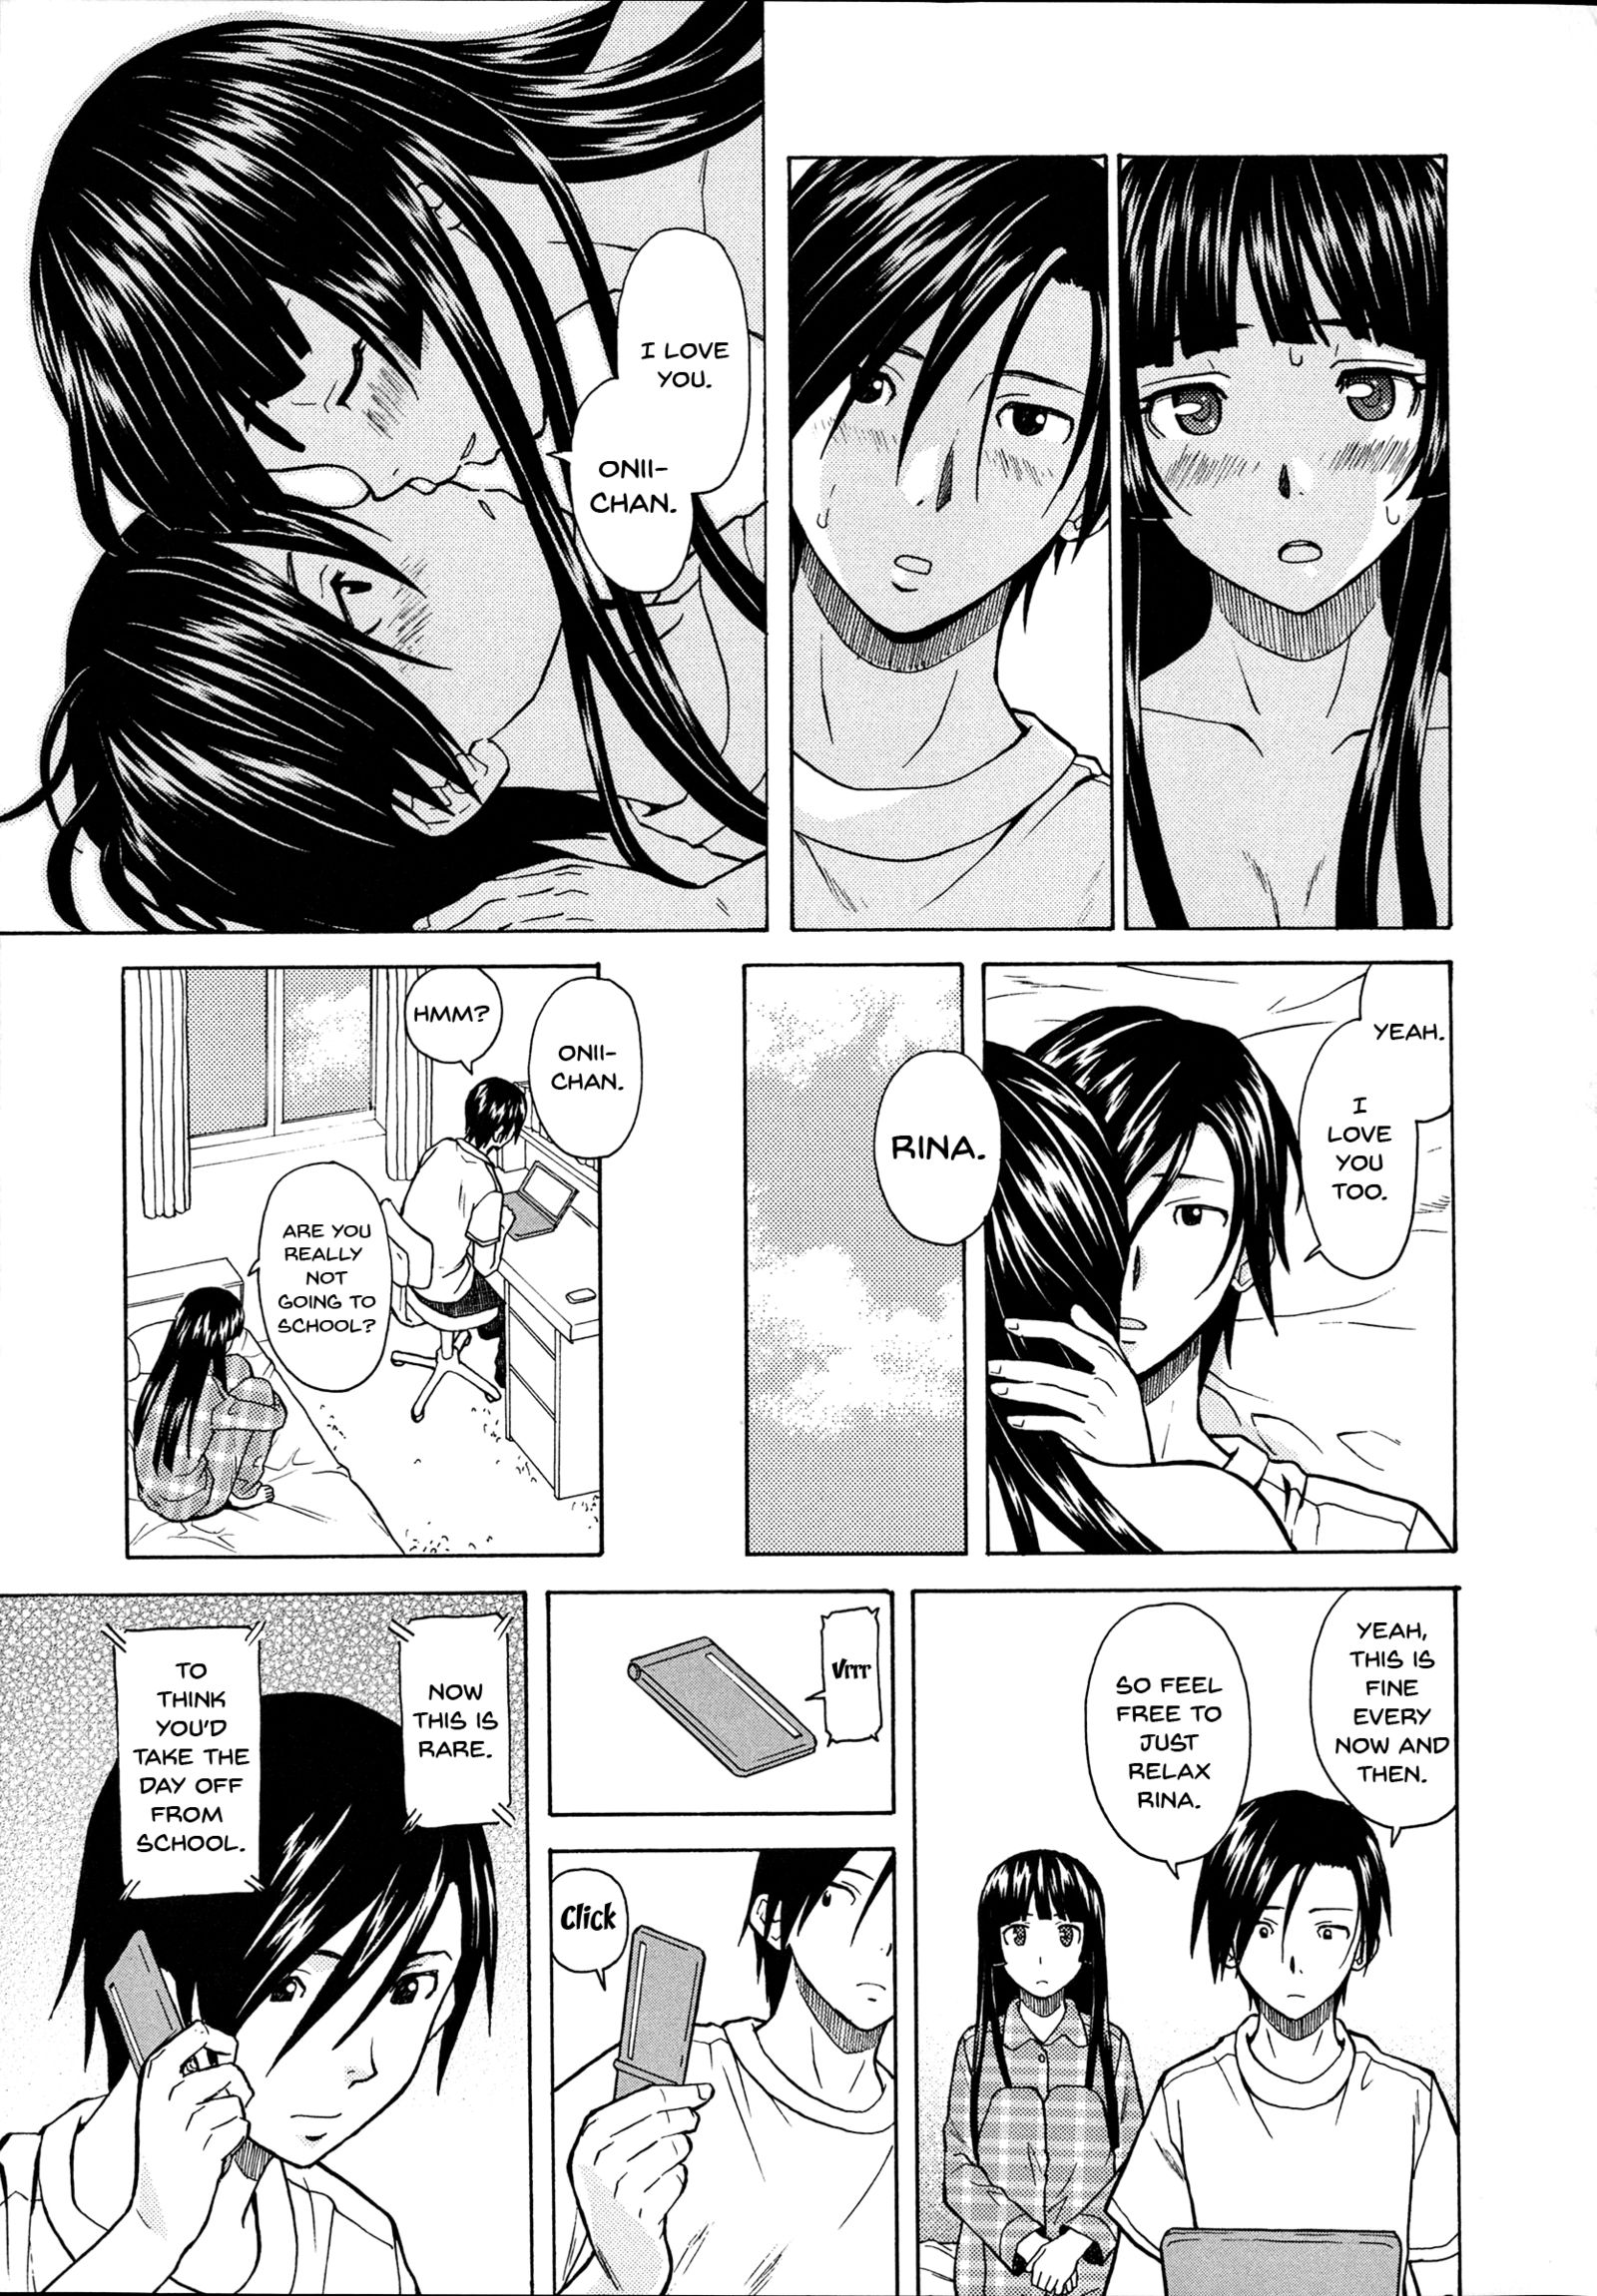 I LOVE
YOU.
ONII-
CHAN.
YEAH.
I
LOVE
YOU
TOO.
RINA.
ONII-
CHAN.
HMM?
ARE YOU
REALLY
NOT
GOING TO
SCHOOL?
YEAH,
THIS IS
FINE
EVERY
NOW AND
THEN.
SO FEEL
FREE TO
JUST
RELAX
RINA.
Vrrr
Click
NOW
THIS IS
RARE.
TO
THINK
YOU'D
TAKE THE
DAY OFF
FROM
SCHOOL.